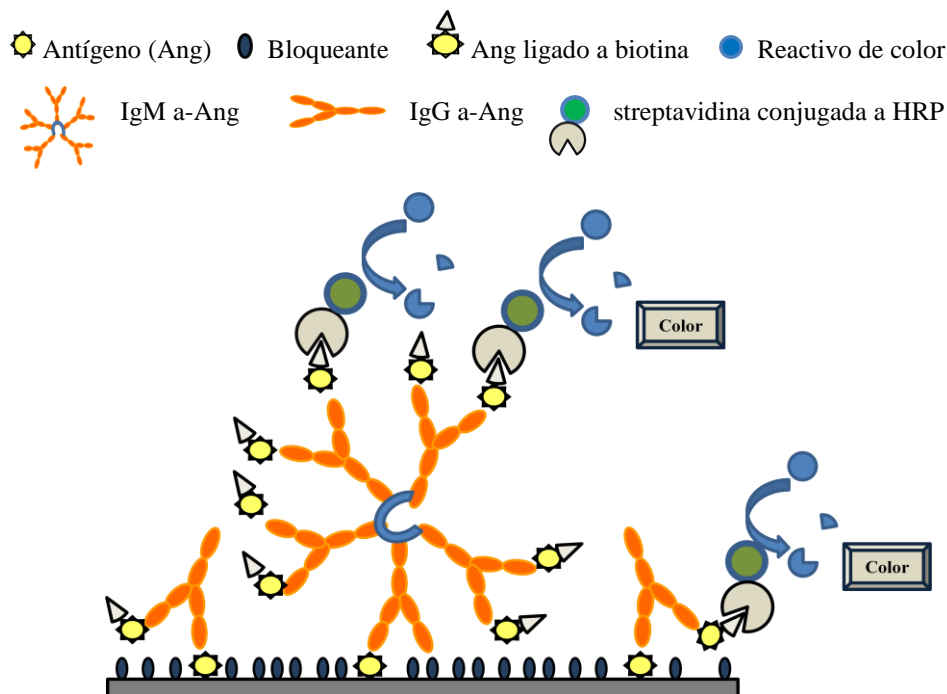 Antígeno (Ang) Bloqueante Ang ligado a biotina Reactivo de color
IgM a-Ang IgG a-Ang streptavidina conjugada a HRP
Color
Color